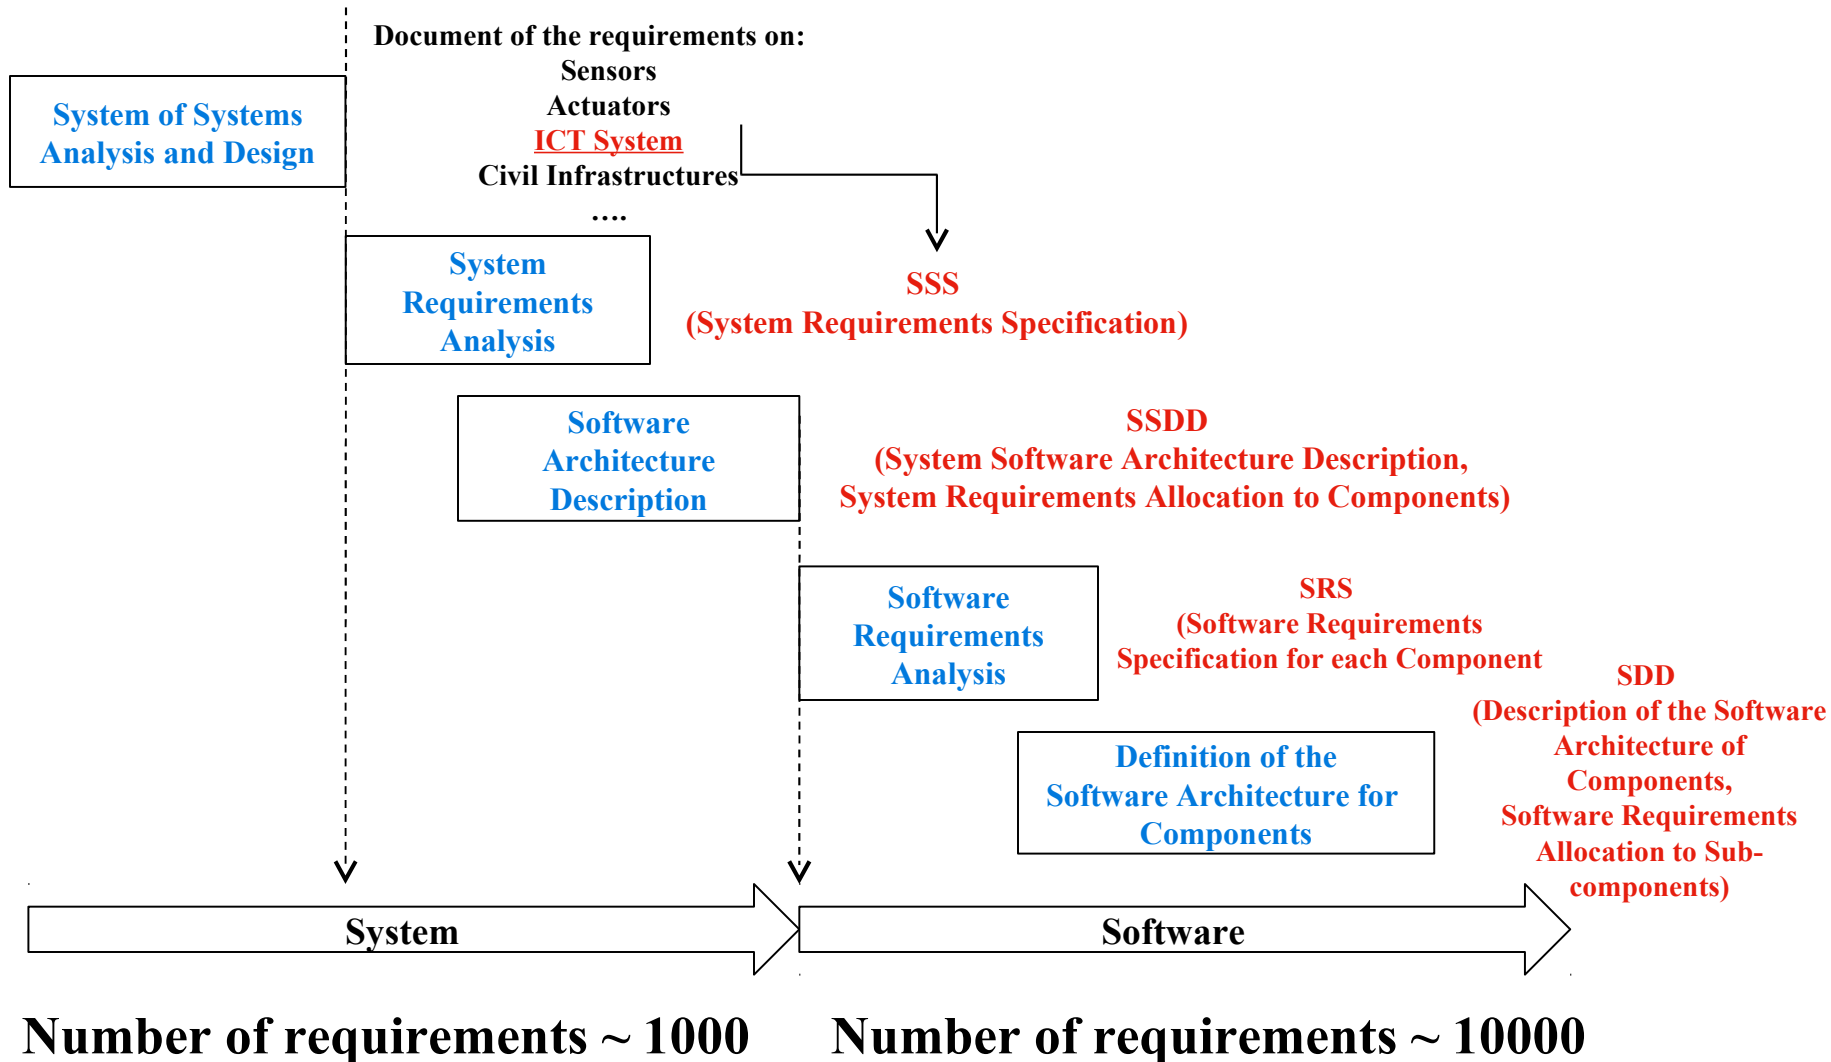 Document of the requirements on:
Sensors
Actuators
ICT System
Civil Infrastructures
....
System of Systems
Analysis and Design
System
Requirements
Analysis
SSS
(System Requirements Specification)
Software
Architecture
Description
SSDD
(System Software Architecture Description,
System Requirements Allocation to Components)
Software
Requirements
Analysis
SRS
(Software Requirements
Specification for each Component
SDD
(Description of the Software
Architecture of
Components,
Software Requirements
Allocation to Sub-
components)
Definition of the
Software Architecture for
Components
System
Software
Number of requirements ~ 1000
Number of requirements ~ 10000